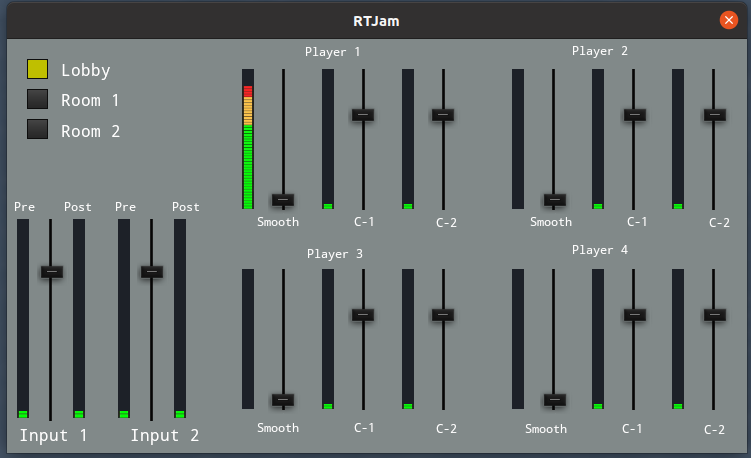 RTJam
Lobby
Room 1
Room 2
Player 1
Smooth C-1 C-2
Player 2
Smooth C-1 C-2
Pre Post Pre Post
Input 1 Input 2
Player 3
Smooth C-1 C-2
Player 4
Smooth C-1 C-2